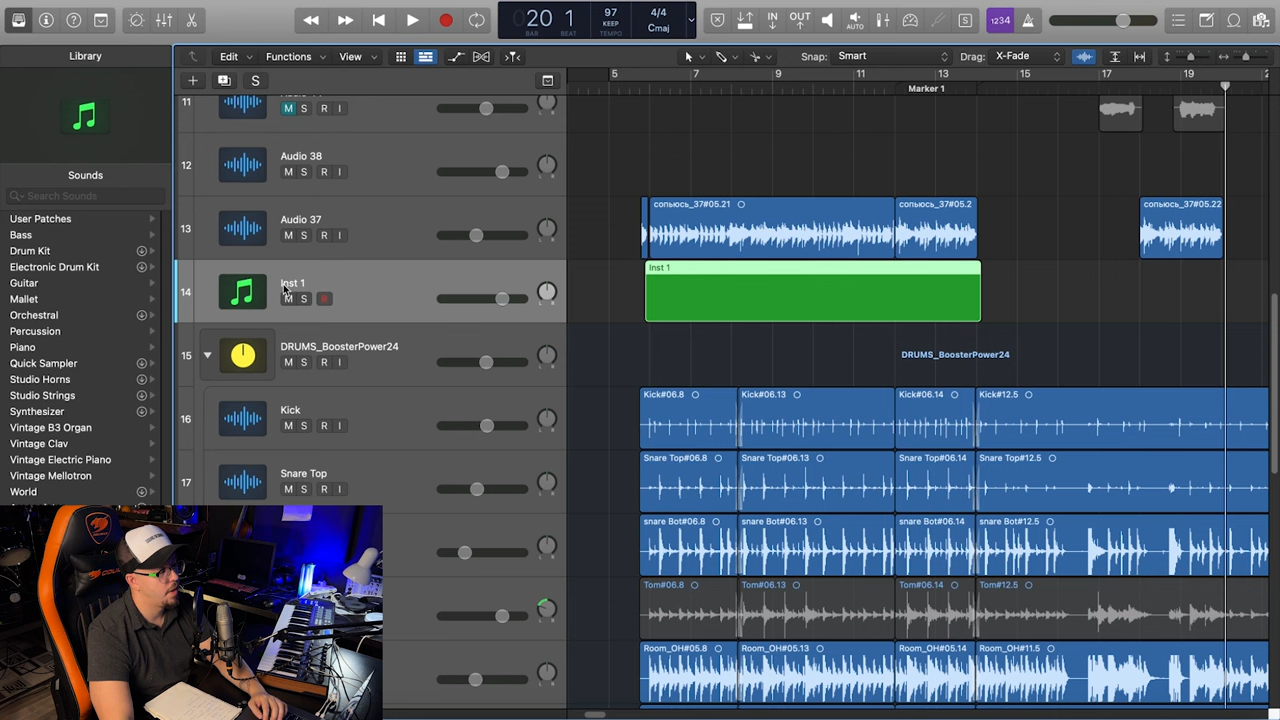 20 1
BAR BEAT
97
KEEP
TEMPO
4/4
Cmaj
IN
OUT
AUTO
S
1234
Library
Edit
Functions
View
Snap: Smart
Drag: X-Fade
S
5 7 9 11 13 15 17 19
Marker 1
Sounds
Search Sounds
User Patches
Bass
Drum Kit
Electronic Drum Kit
Guitar
Mallet
Orchestral
Percussion
Piano
Quick Sampler
Studio Horns
Studio Strings
Synthesizer
Vintage B3 Organ
Vintage Clav
Vintage Electric Piano
Vintage Mellotron
World
11
M S R I
12
Audio 38
M S R I
13
Audio 37
M S R I
сопьюсь_37#05.21 сопьюсь_37#05.2 сопьюсь_37#05.22
14
Inst 1
M S R
Inst 1
15
DRUMS_BoosterPower24
M S R I
DRUMS_BoosterPower24
16
Kick
M S R I
Kick#06.8 Kick#06.13 Kick#06.14 Kick#12.5
17
Snare Top
M S R I
Snare Top#06.8 Snare Top#06.13 Snare Top#06.14 Snare Top#12.5
snare Bot#06.8 snare Bot#06.13 snare Bot#06.14 snare Bot#12.5
Tom#06.8 Tom#06.13 Tom#06.14 Tom#12.5
Room_OH#05.8 Room_OH#05.13 Room_OH#05.14 Room_OH#11.5